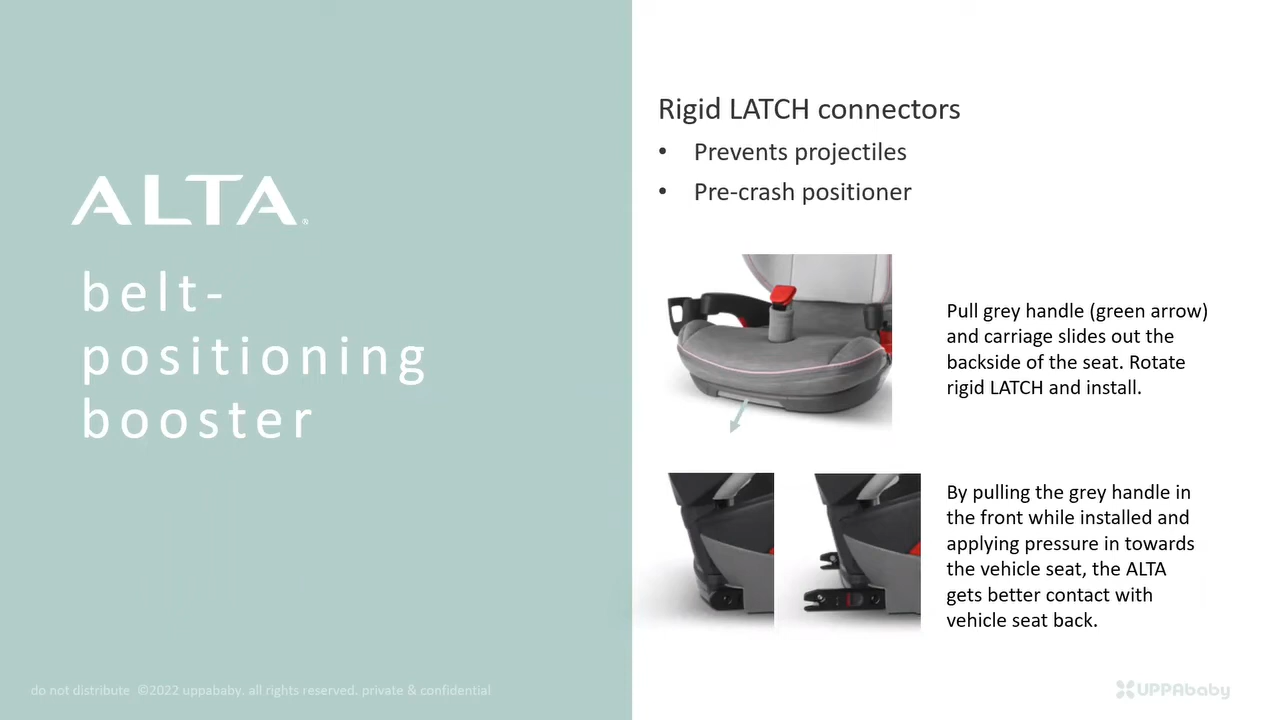 ALTA®
belt-
positioning
booster
do not distribute ©2022 uppababy. all rights reserved. private & confidential
Rigid LATCH connectors
• Prevents projectiles
• Pre-crash positioner
Pull grey handle (green arrow)
and carriage slides out the
backside of the seat. Rotate
rigid LATCH and install.
By pulling the grey handle in
the front while installed and
applying pressure in towards
the vehicle seat, the ALTA
gets better contact with
vehicle seat back.
UPPAbaby